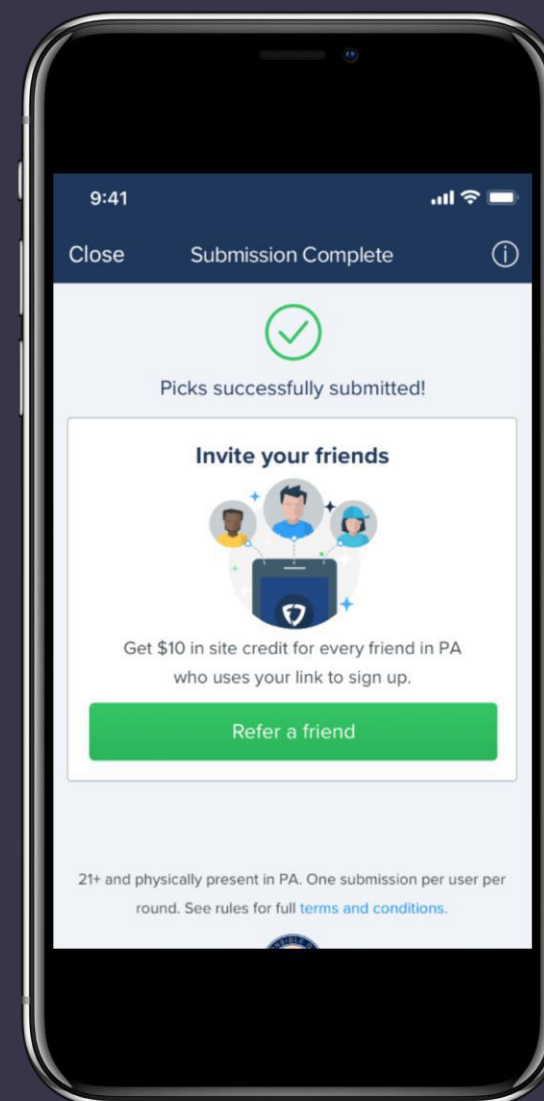 9:41
Close Submission Complete
Picks successfully submitted!
Invite your friends
Get $10 in site credit for every friend in PA
who uses your link to sign up.
Refer a friend
21+ and physically present in PA. One submission per user per
round. See rules for full terms and conditions.